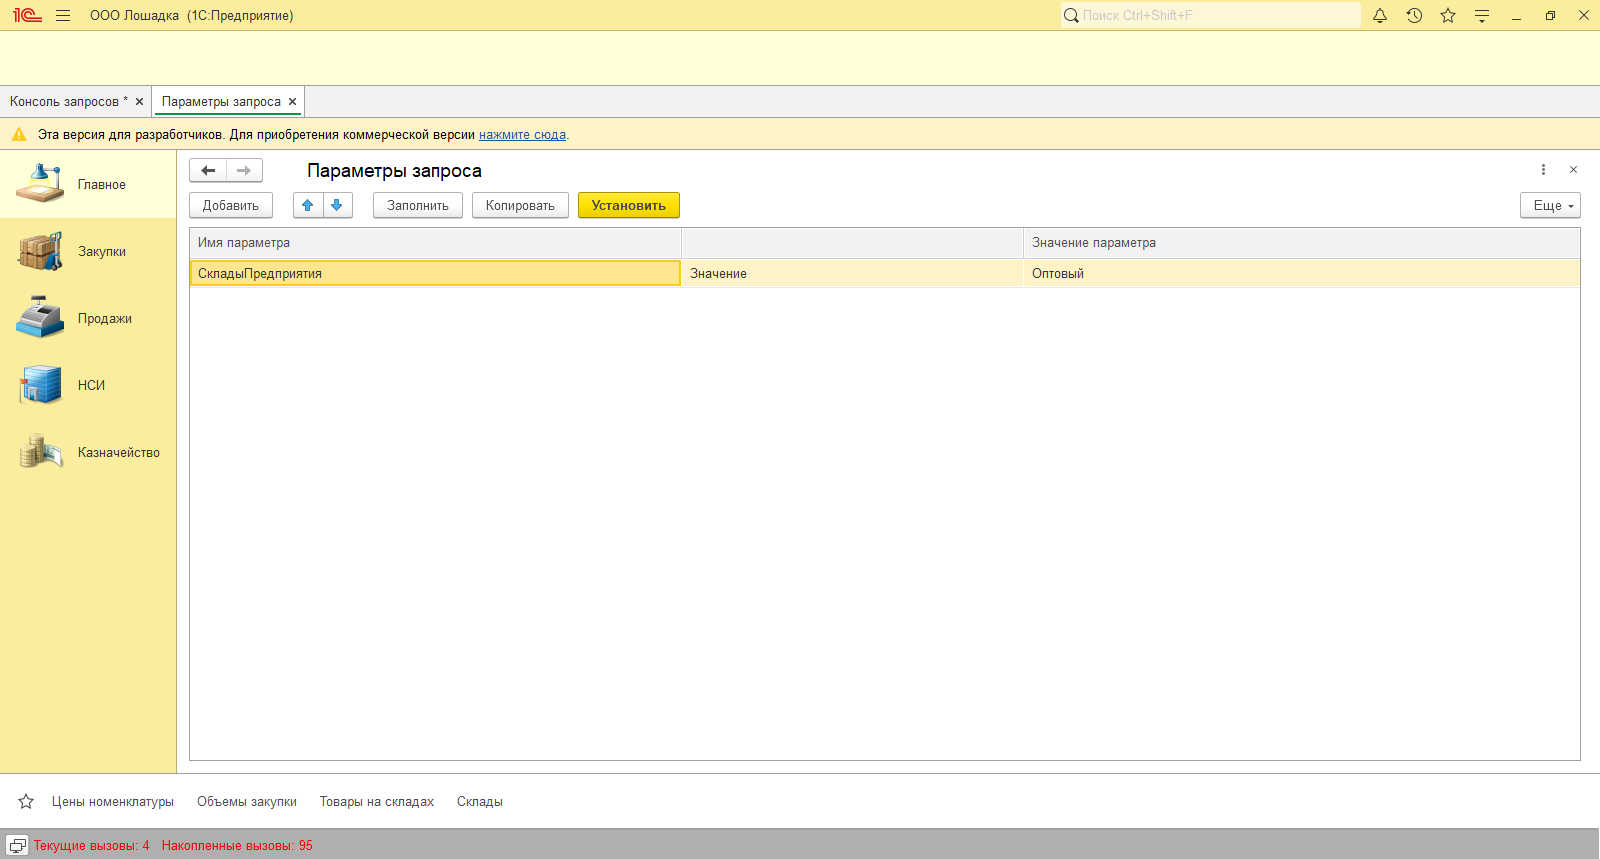 1С ООО Лошадка (1С:Предприятие) Поиск Ctrl+Shift+F
Консоль запросов * Параметры запроса
Эта версия для разработчиков. Для приобретения коммерческой версии нажмите сюда.
Главное
Закупки
Продажи
НСИ
Казначейство
Параметры запроса
Добавить Заполнить Копировать Установить Еще
Имя параметра Значение параметра
СкладыПредприятия Значение Оптовый
Цены номенклатуры Объемы закупки Товары на складах Склады
Текущие вызовы: 4 Накопленные вызовы: 95